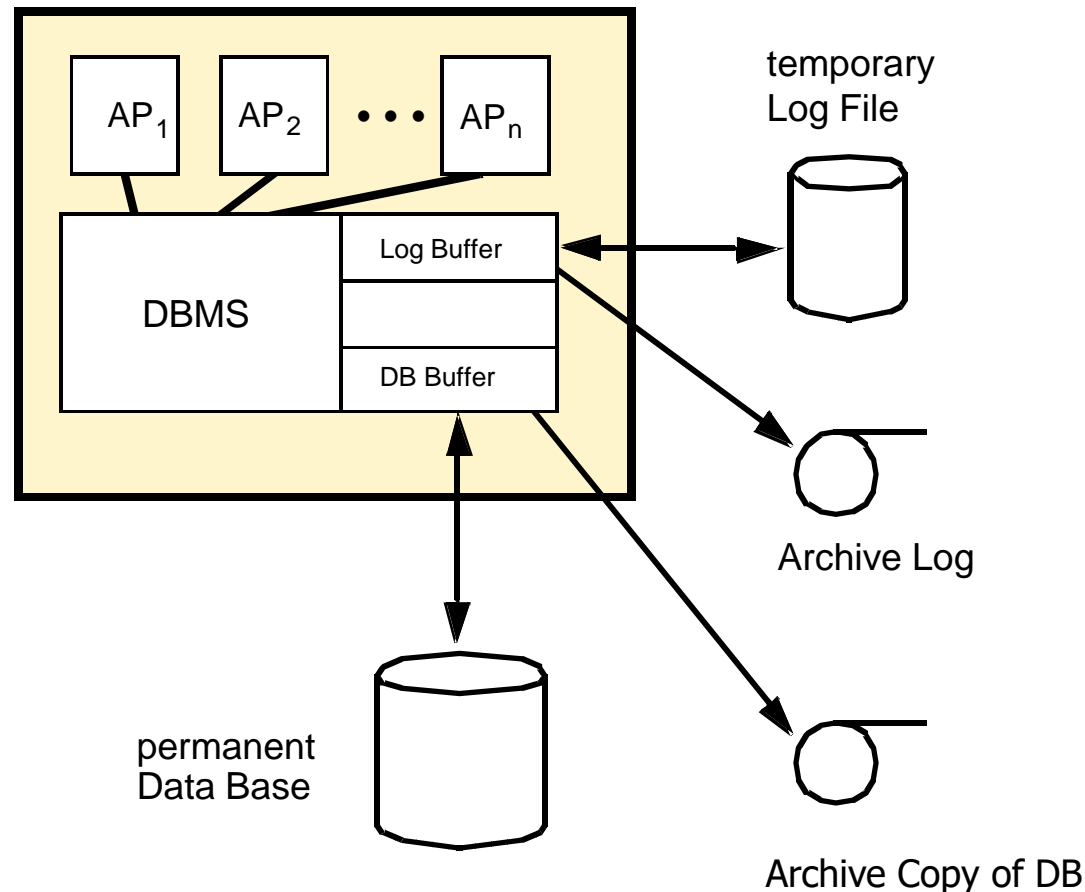 temporary
Log File
AP1
AP2
• • •
APn
Log Buffer
DBMS
DB Buffer
Archive Log
permanent
Data Base
Archive Copy of DB